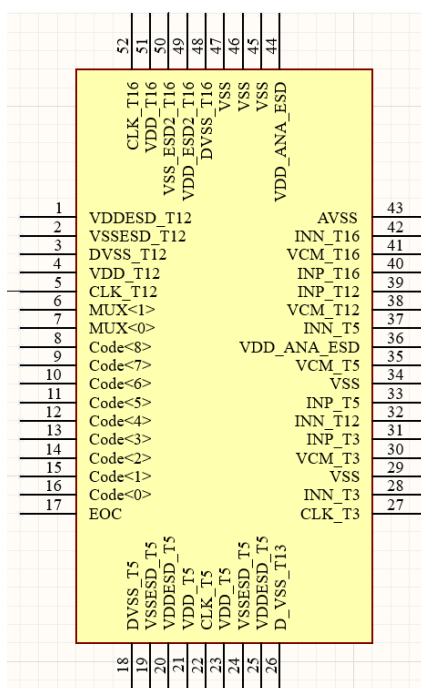 52 51 50 49 48 47 46 45 44
CLK_T16
VDD_T16
VSS_ESD2_T16
VDD_ESD2_T16
DVSS_T16
VSS
VSS
VSS
VDD_ANA_ESD
1 VDDESD_T12
2 VSSESD_T12
3 DVSS_T12
4 VDD_T12
5 CLK_T12
6 MUX<1>
7 MUX<0>
8 Code<8>
9 Code<7>
10 Code<6>
11 Code<5>
12 Code<4>
13 Code<3>
14 Code<2>
15 Code<1>
16 Code<0>
17 EOC
AVSS 43
INN_T16 42
VCM_T16 41
INP_T16 40
INP_T12 39
VCM_T12 38
INN_T5 37
VDD_ANA_ESD 36
VCM_T5 35
VSS 34
INP_T5 33
INN_T12 32
INP_T3 31
VCM_T3 30
VSS 29
INN_T3 28
CLK_T3 27
DVSS_T5
VSSESD_T5
VDDESD_T5
VDD_T5
CLK_T5
VDD_T5
VSSESD_T5
VDDESD_T5
D_VSS_T13
18 19 20 21 22 23 24 25 26